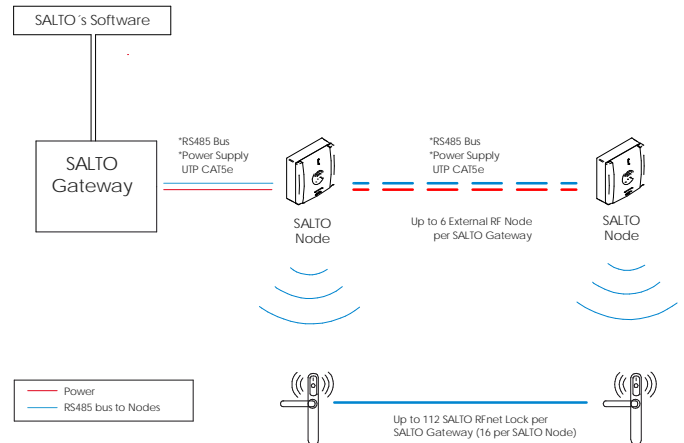 SALTO´s Software
SALTO
Gateway
*RS485 Bus
*Power Supply
UTP CAT5e
*RS485 Bus
*Power Supply
UTP CAT5e
SALTO
Node
Up to 6 External RF Node
per SALTO Gateway
SALTO
Node
Power
RS485 bus to Nodes
Up to 112 SALTO RFnet Lock per
SALTO Gateway (16 per SALTO Node)